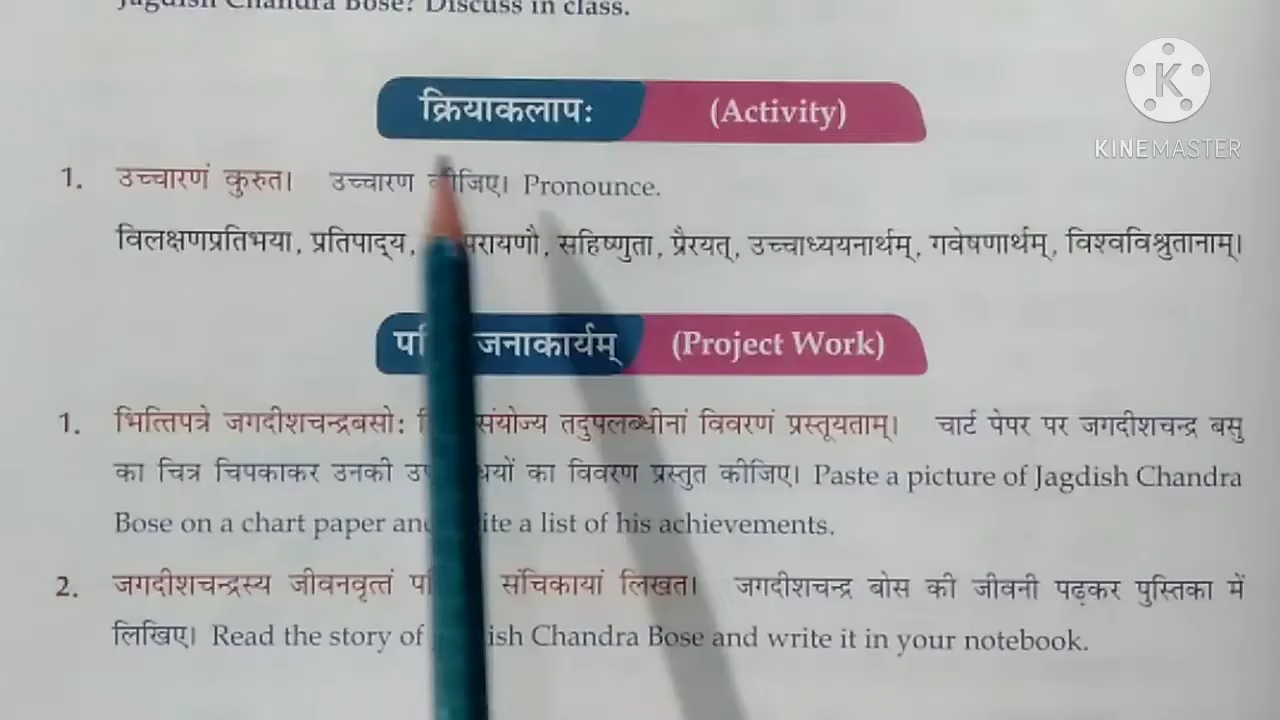 Chandra Bose? Discuss in class.
क्रियाकलापः (Activity)
1. उच्चारणं कुरुत। उच्चारण कीजिए। Pronounce.
विलक्षणप्रतिभया, प्रतिपाद्य, परायणौ, सहिष्णुता, प्रैरयत्, उच्चाध्ययनार्थम्, गवेषणार्थम्, विश्वविश्रुतानाम्।
जनाकार्यम् (Project Work)
1. भित्तिपत्रे जगदीशचन्द्रबसोः संयोज्य तदुपलब्धीनां विवरणं प्रस्तूयताम्। चार्ट पेपर पर जगदीशचन्द्र बसु
का चित्र चिपकाकर उनकी का विवरण प्रस्तुत कीजिए। Paste a picture of Jagdish Chandra
Bose on a chart paper and a list of his achievements.
2. जगदीशचन्द्रस्य जीवनवृत्तं संचिकायां लिखत। जगदीशचन्द्र बोस की जीवनी पढ़कर पुस्तिका में
लिखिए। Read the story of Chandra Bose and write it in your notebook.
K
KINEMASTER